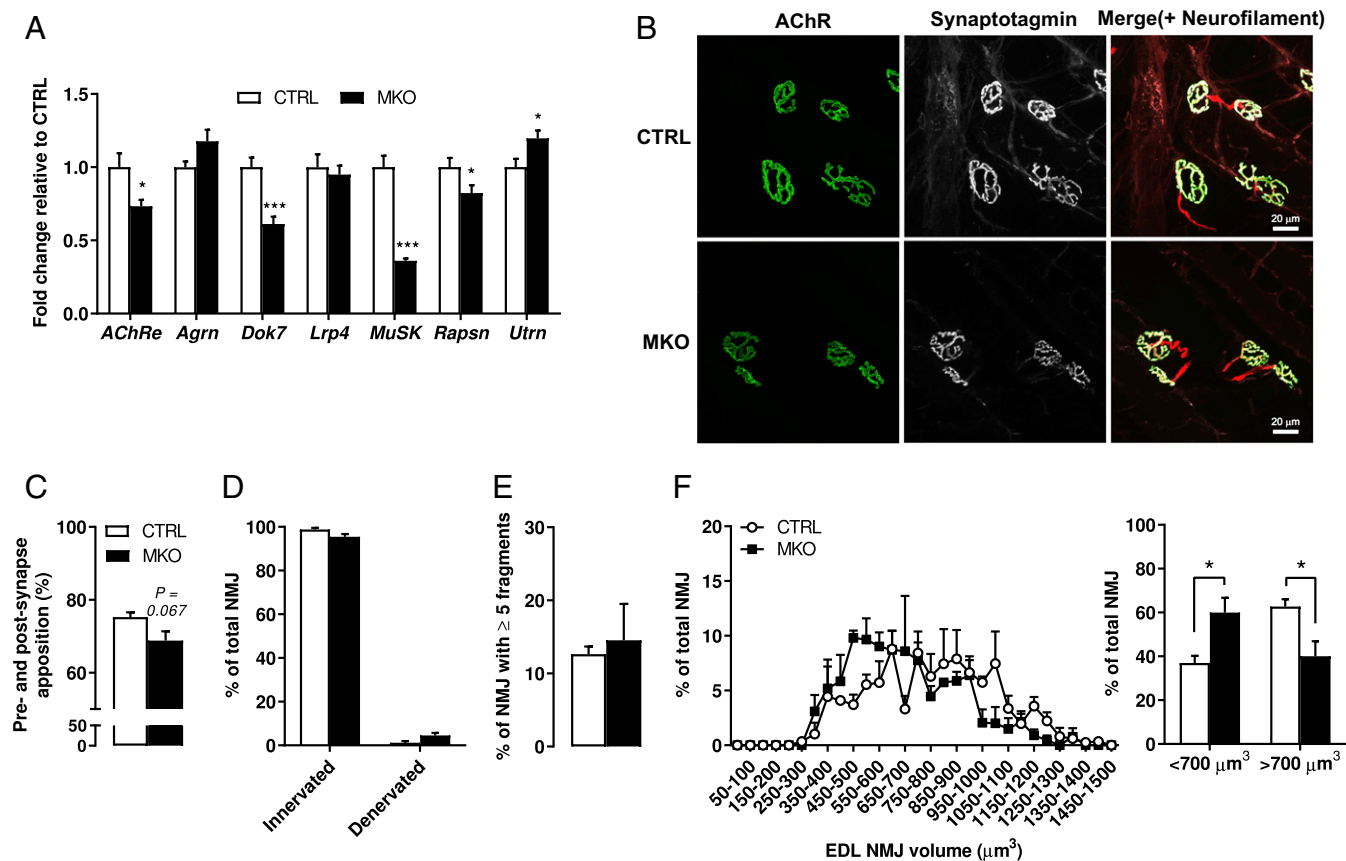 A
Fold change relative to CTRL
1.5
1.0
0.5
0.0
CTRL
MKO
*
***
***
*
*
AChRe
Agrn
Dok7
Lrp4
MuSK
Rapsn
Utrn
B
AChR
Synaptotagmin
Merge(+ Neurofilament)
CTRL
20 μm
MKO
20 μm
C
Pre- and post-synapse
apposition (%)
100
80
60
50
0
CTRL
MKO
P =
0.067
D
% of total NMJ
100
80
60
40
20
0
Innervated
Denervated
E
% of NMJ with ≥ 5 fragments
30
20
10
0
F
% of total NMJ
20
15
10
5
0
CTRL
MKO
50-100
150-200
250-300
350-400
450-500
550-600
650-700
750-800
850-900
950-1000
1050-1100
1150-1200
1250-1300
1350-1400
1450-1500
EDL NMJ volume (μm³)
% of total NMJ
100
80
60
40
20
0
*
*
<700 μm³
>700 μm³